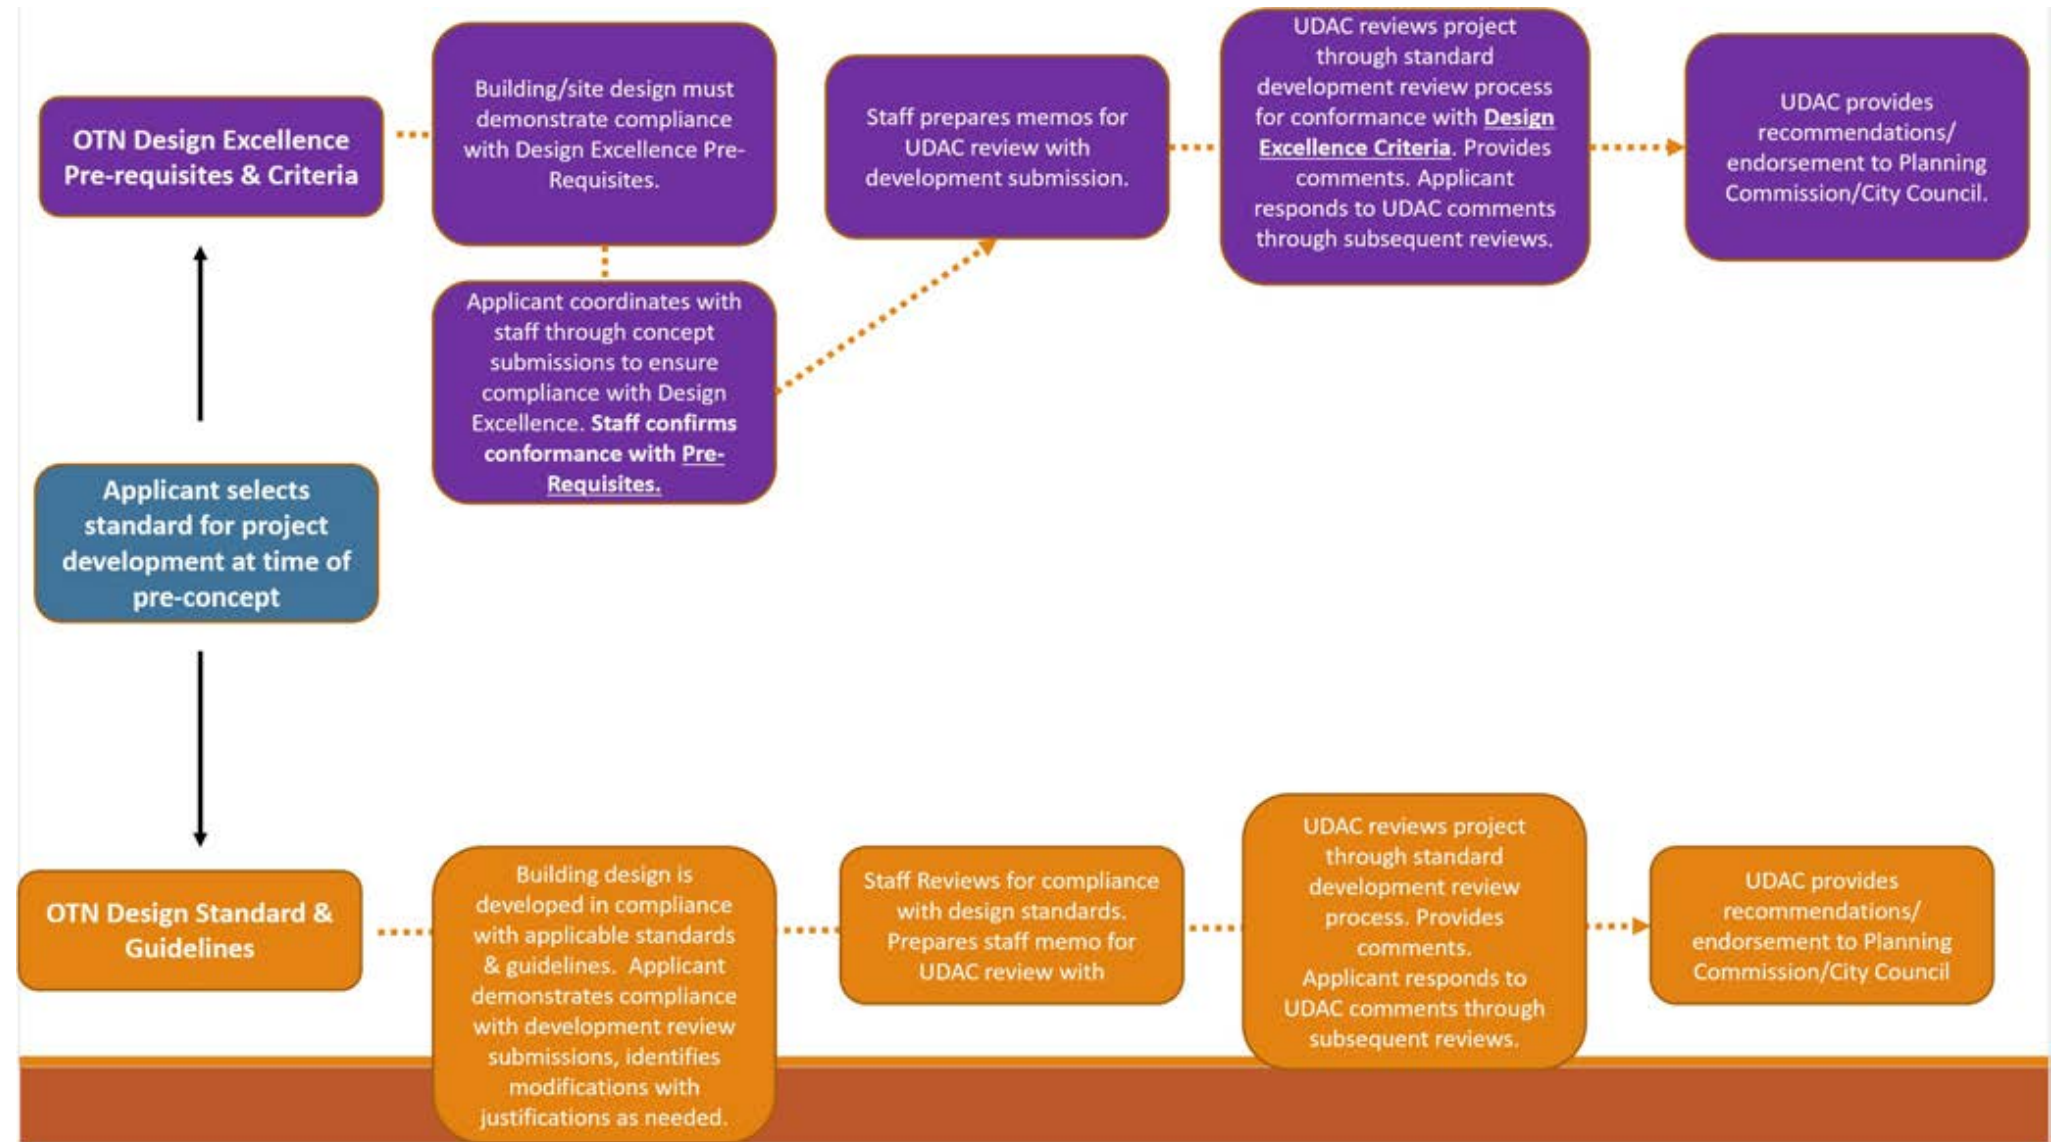 OTN Design Excellence
Pre-requisites & Criteria
Building/site design must
demonstrate compliance
with Design Excellence Pre-
Requisites.
Applicant coordinates with
staff through concept
submissions to ensure
compliance with Design
Excellence. Staff confirms
conformance with Pre-
Requisites.
Staff prepares memos for
UDAC review with
development submission.
UDAC reviews project
through standard
development review process
for conformance with Design
Excellence Criteria. Provides
comments. Applicant
responds to UDAC comments
through subsequent reviews.
UDAC provides
recommendations/
endorsement to Planning
Commission/City Council.
Applicant selects
standard for project
development at time of
pre-concept
OTN Design Standard &
Guidelines
Building design is
developed in compliance
with applicable standards
& guidelines. Applicant
demonstrates compliance
with development review
submissions, identifies
modifications with
justifications as needed.
Staff Reviews for compliance
with design standards.
Prepares staff memo for
UDAC review with
UDAC reviews project
through standard
development review
process. Provides
comments.
Applicant responds to
UDAC comments through
subsequent reviews.
UDAC provides
recommendations/
endorsement to Planning
Commission/City Council